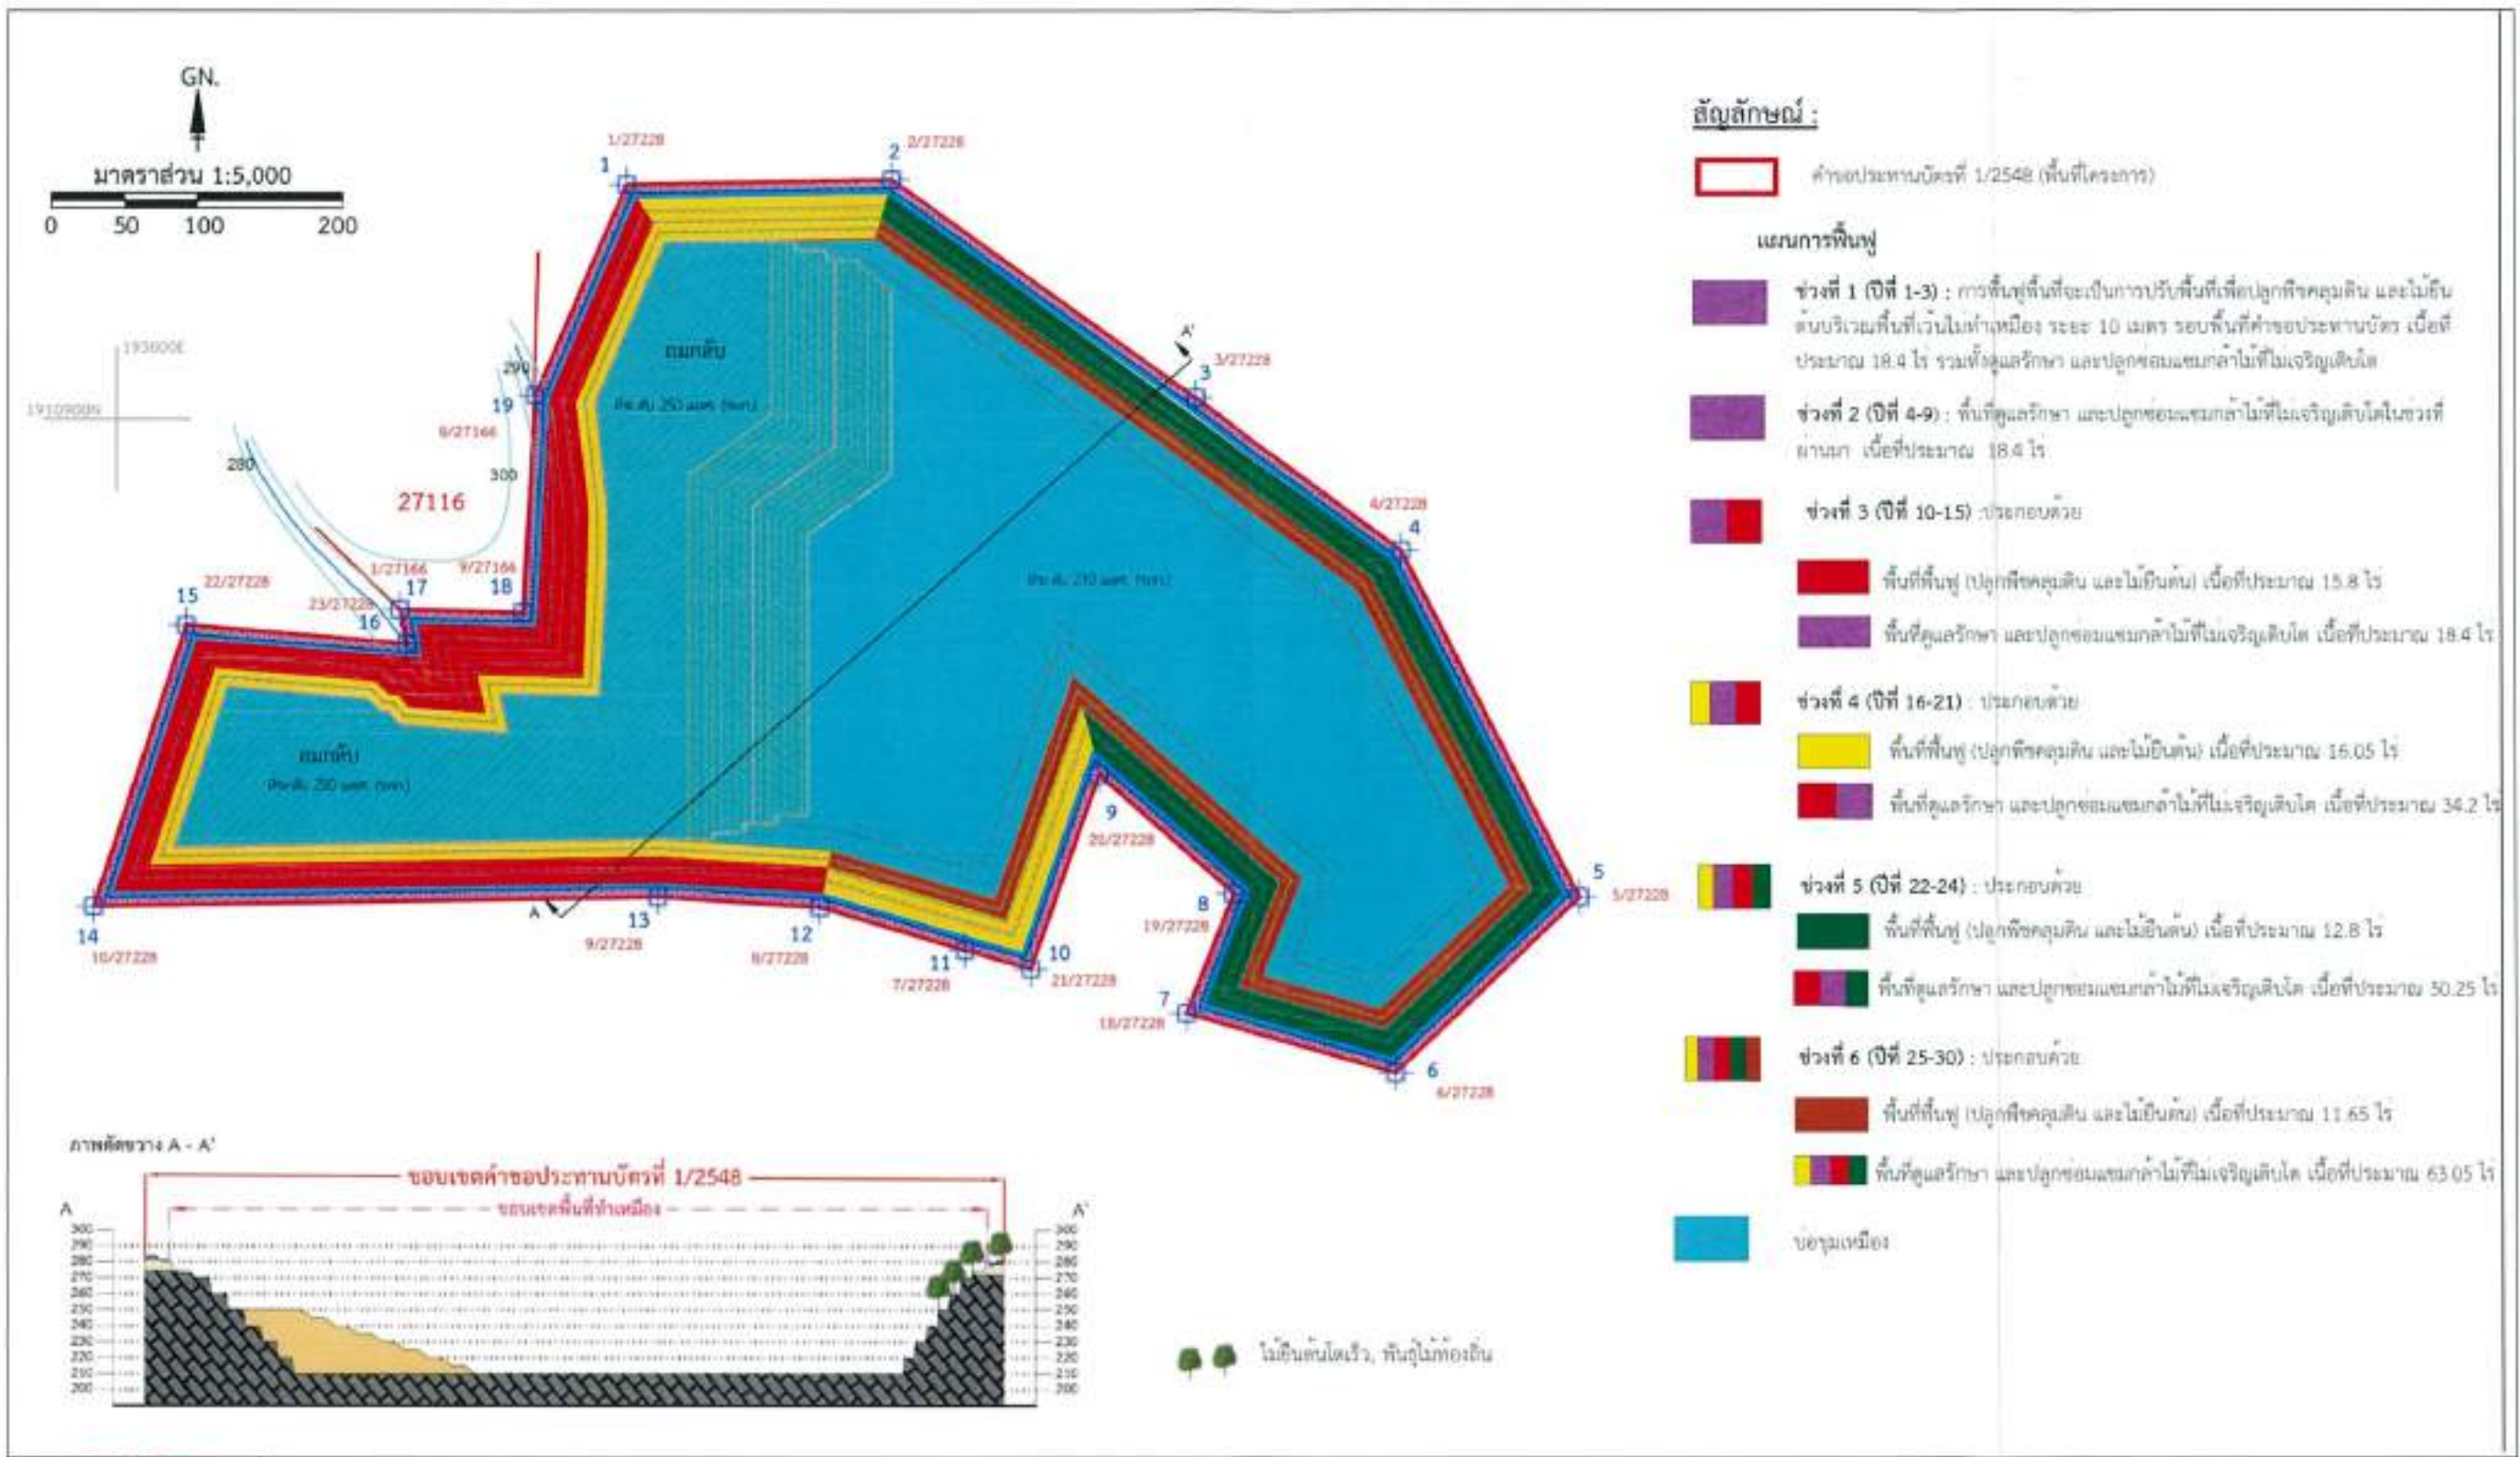 GN.
มาตราส่วน 1:5,000
0 50 100 200
193600E
1910900N
1/27228
1
2
2/27228
A'
3/27228
3
4/27228
4
290
19
8/27166
280
300
27116
1/27166
9/27166
17
18
22/27228
15
23/27228
16
ถมกลับ
ถมกลับ
5
5/27228
9
20/27228
8
19/27228
7
18/27228
6
6/27228
14
10/27228
A
13
9/27228
12
8/27228
11
7/27228
10
21/27228
สัญลักษณ์ :
คำขอประทานบัตรที่ 1/2548 (พื้นที่โครงการ)
แผนการฟื้นฟู
ช่วงที่ 1 (ปีที่ 1-3) : การฟื้นฟูพื้นที่จะเป็นการปรับพื้นที่เพื่อปลูกพืชคลุมดิน และไม้ยืน
ต้นบริเวณพื้นที่เว้นไม่ทำเหมือง ระยะ 10 เมตร รอบพื้นที่คำขอประทานบัตร เนื้อที่
ประมาณ 18.4 ไร่ รวมทั้งดูแลรักษา และปลูกซ่อมแซมกล้าไม้ที่ไม่เจริญเติบโต
ช่วงที่ 2 (ปีที่ 4-9) : พื้นที่ดูแลรักษา และปลูกซ่อมแซมกล้าไม้ที่ไม่เจริญเติบโตในช่วงที่
ผ่านมา เนื้อที่ประมาณ 18.4 ไร่
ช่วงที่ 3 (ปีที่ 10-15) :ประกอบด้วย
พื้นที่ฟื้นฟู (ปลูกพืชคลุมดิน และไม้ยืนต้น) เนื้อที่ประมาณ 15.8 ไร่
พื้นที่ดูแลรักษา และปลูกซ่อมแซมกล้าไม้ที่ไม่เจริญเติบโต เนื้อที่ประมาณ 18.4 ไร่
ช่วงที่ 4 (ปีที่ 16-21) : ประกอบด้วย
พื้นที่ฟื้นฟู (ปลูกพืชคลุมดิน และไม้ยืนต้น) เนื้อที่ประมาณ 16.05 ไร่
พื้นที่ดูแลรักษา และปลูกซ่อมแซมกล้าไม้ที่ไม่เจริญเติบโต เนื้อที่ประมาณ 34.2 ไร่
ช่วงที่ 5 (ปีที่ 22-24) : ประกอบด้วย
พื้นที่ฟื้นฟู (ปลูกพืชคลุมดิน และไม้ยืนต้น) เนื้อที่ประมาณ 12.8 ไร่
พื้นที่ดูแลรักษา และปลูกซ่อมแซมกล้าไม้ที่ไม่เจริญเติบโต เนื้อที่ประมาณ 50.25 ไร่
ช่วงที่ 6 (ปีที่ 25-30) : ประกอบด้วย
พื้นที่ฟื้นฟู (ปลูกพืชคลุมดิน และไม้ยืนต้น) เนื้อที่ประมาณ 11.65 ไร่
พื้นที่ดูแลรักษา และปลูกซ่อมแซมกล้าไม้ที่ไม่เจริญเติบโต เนื้อที่ประมาณ 63.05 ไร่
บ่อขุมเหมือง
ภาพตัดขวาง A - A'
ขอบเขตคำขอประทานบัตรที่ 1/2548
ขอบเขตพื้นที่ทำเหมือง
A A'
300 300
290 290
280 280
270 270
260 260
250 250
240 240
230 230
220 220
210 210
200 200
ไม้ยืนต้นโตเร็ว, พันธุ์ไม้ท้องถิ่น